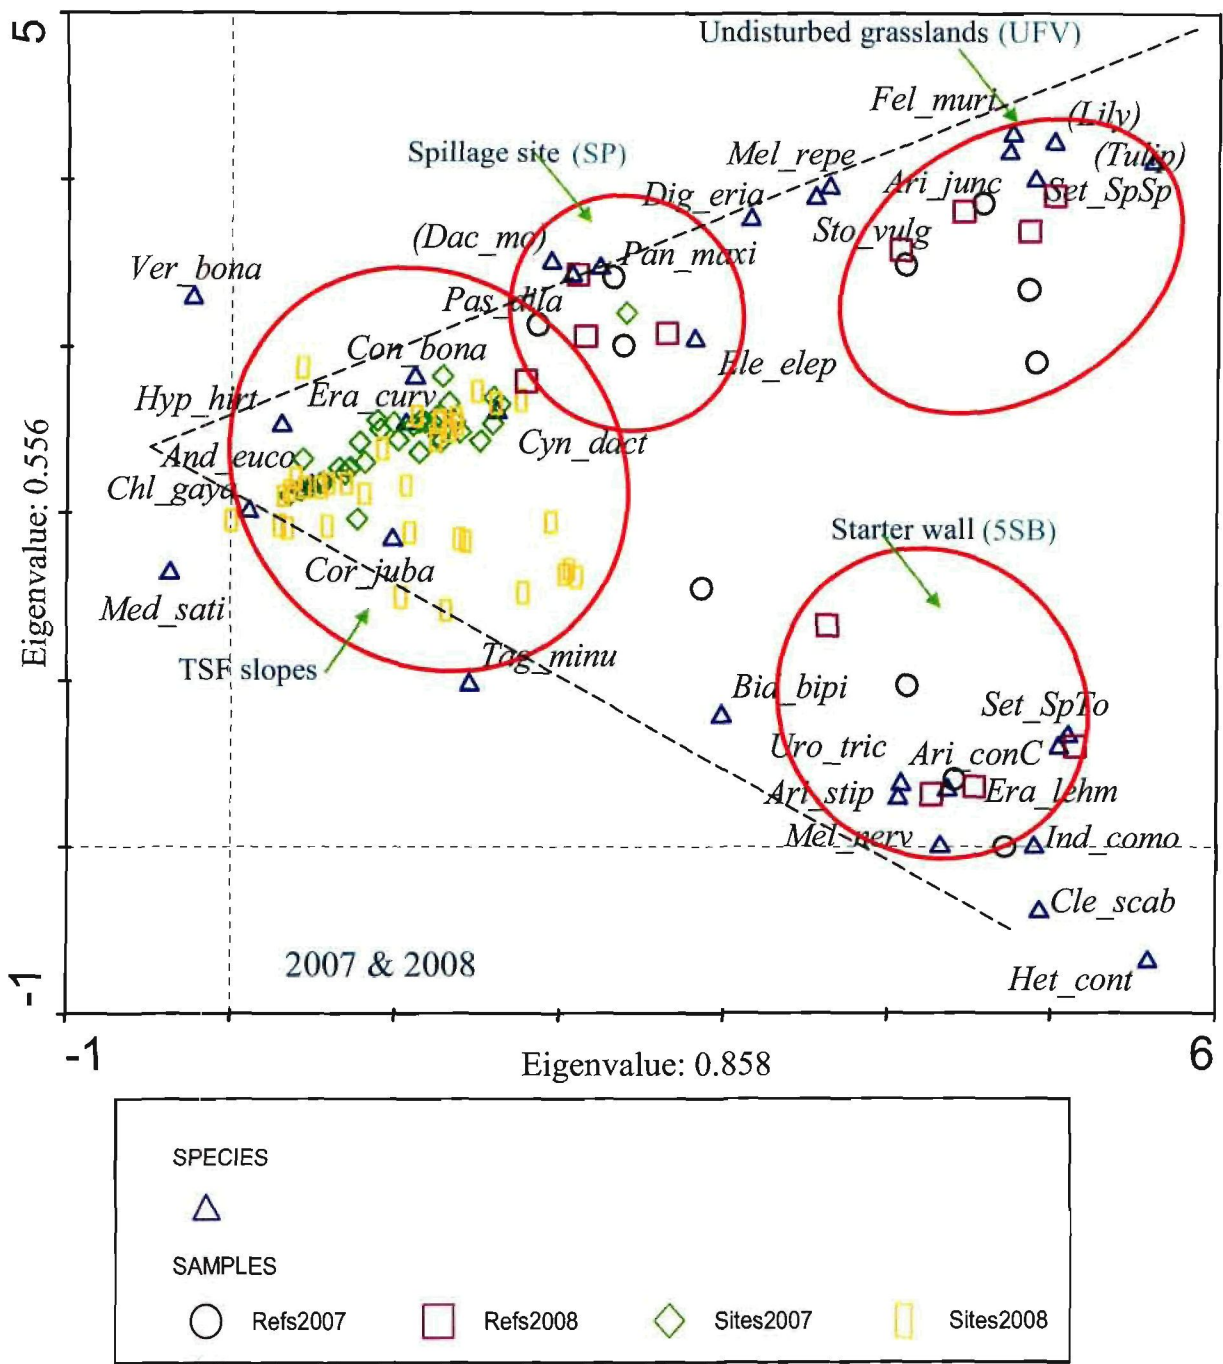 5
Undisturbed grasslands (UFV)
Fel_muri
(Lily)
Spillage site (SP)
Mel_repe
(Tulip)
Dig_eria
Ari_junc
Set_SpSp
Sto_vulg
(Dac_mo)
Pan_maxi
Ver_bona
Pas_dila
Con_bona
Ele_elep
Hyp_hirt
Era_curv
Cyn_dact
And_euco
Chl_gaya
Starter wall (5SB)
Cor_juba
Med_sati
Eigenvalue: 0.556
TSF slopes
Tag_minu
Bid_bipi
Set_SpTo
Uro_tric
Ari_conC
Ari_stip
Era_lehm
Mel_nerv
Ind_como
Cle_scab
2007 & 2008
Het_cont
-1
-1
6
Eigenvalue: 0.858
SPECIES
SAMPLES
Refs2007
Refs2008
Sites2007
Sites2008